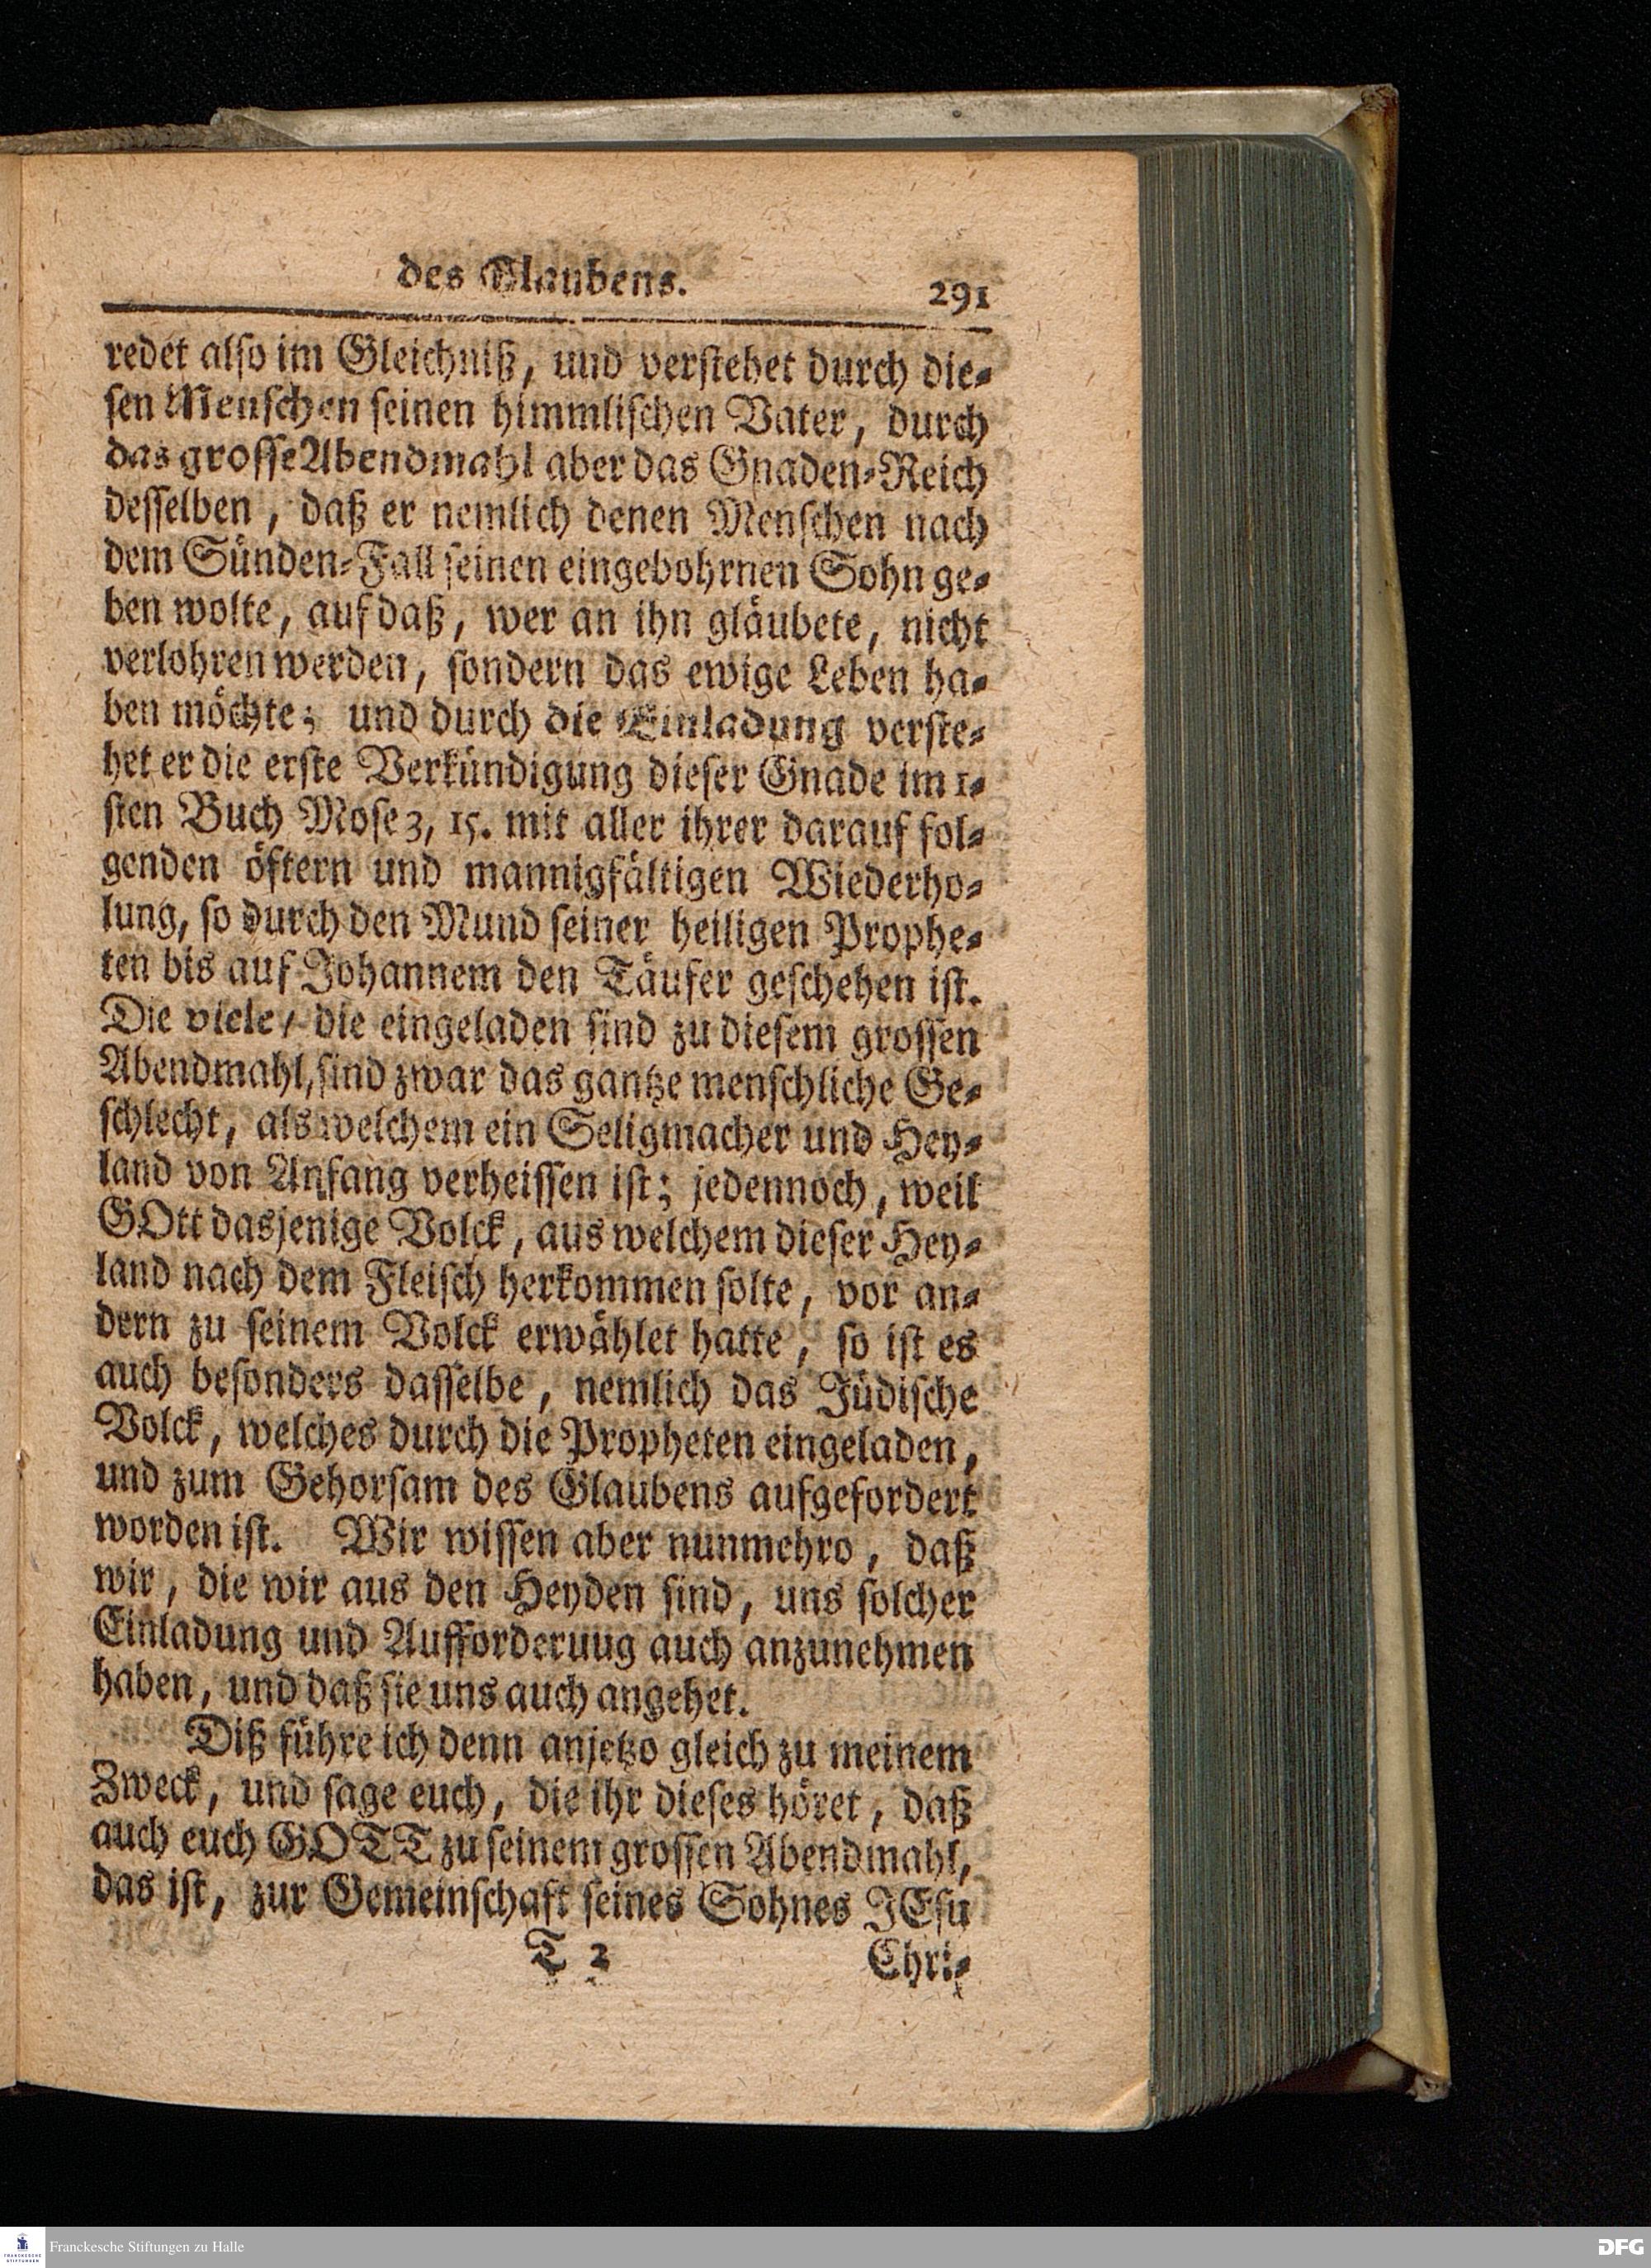 des Glaubens.
291
redet also im Gleichniß, und verstehet durch die-
sen Menschen seinen himmlischen Vater, durch
das grosse Abendmahl aber das Gnaden-Reich
desselben, daß er nemlich denen Menschen nach
dem Sünden-Fall seinen eingebohrnen Sohn ge-
ben wolte, auf daß, wer an ihn gläubete, nicht
verlohren werden, sondern das ewige Leben ha-
ben möchte; und durch die Einladung verste-
het er die erste Verkündigung dieser Gnade im 1-
sten Buch Mose 3, 15. mit aller ihrer darauf fol-
genden öftern und mannigfältigen Wiederho-
lung, so durch den Mund seiner heiligen Prophe-
ten bis auf Johannem den Täufer geschehen ist.
Die viele/ die eingeladen sind zu diesem grossen
Abendmahl, sind zwar das gantze menschliche Ge-
schlecht, als welchem ein Seligmacher und Hey-
land von Anfang verheissen ist; jedennoch, weil
GOtt dasjenige Volck, aus welchem dieser Hey-
land nach dem Fleisch herkommen solte, vor an-
dern zu seinem Volck erwählet hatte, so ist es
auch besonders dasselbe, nemlich das Jüdische
Volck, welches durch die Propheten eingeladen,
und zum Gehorsam des Glaubens aufgefordert
worden ist. Wir wissen aber nunmehro, daß
wir, die wir aus den Heyden sind, uns solcher
Einladung und Aufforderuug auch anzunehmen
haben, und daß sie uns auch angehet.
Diß führe ich denn anjetzo gleich zu meinem
Zweck, und sage euch, die ihr dieses höret, daß
auch euch GOTT zu seinem grossen Abendmahl,
das ist, zur Gemeinschaft seines Sohnes JEsu
T 2
Chri-
Franckesche Stiftungen zu Halle
FRANCKESCHE
STIFTUNGEN
DFG